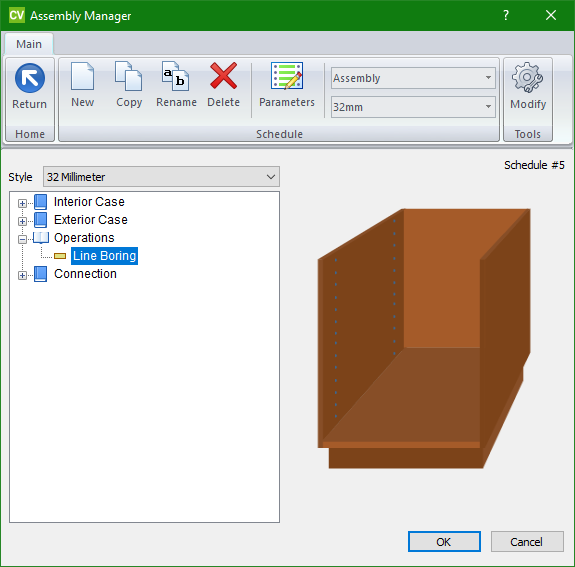 CV Assembly Manager ?
Main
Return New Copy a b Rename Delete Parameters Assembly 32mm Modify
Home Schedule Tools
Schedule #5
Style 32 Millimeter
Interior Case
Exterior Case
Operations
Line Boring
Connection
OK Cancel